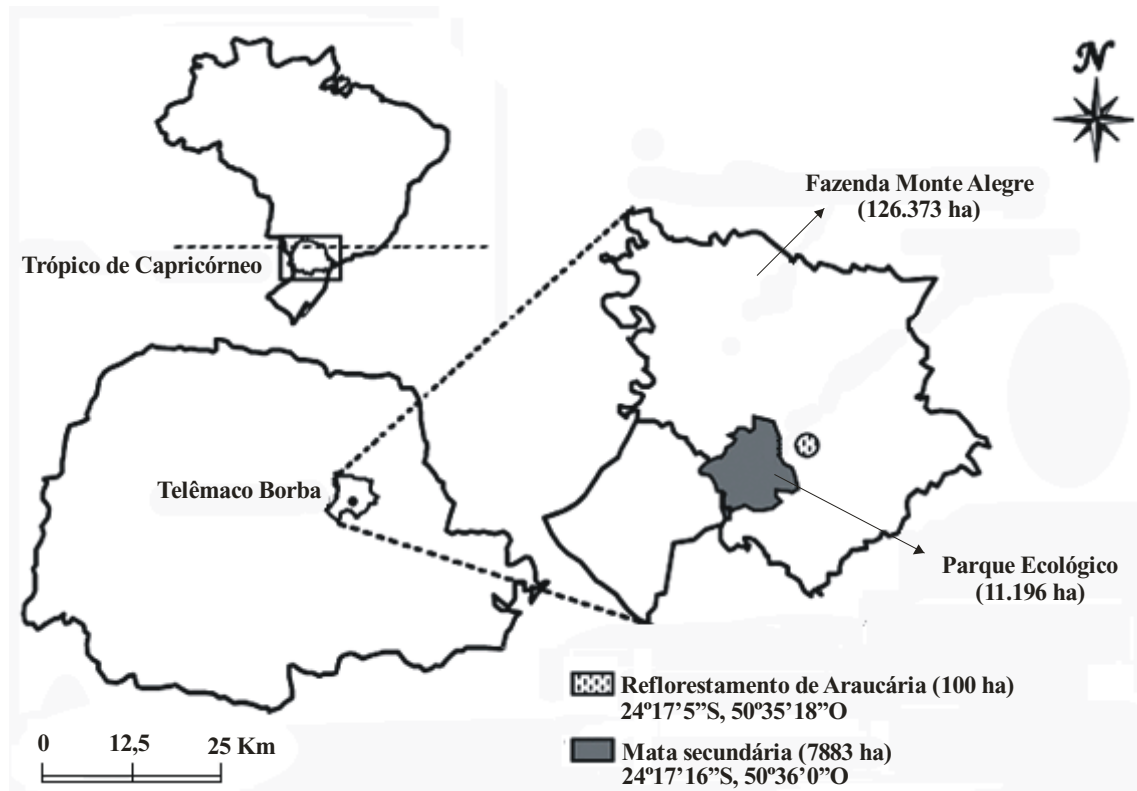 N
Fazenda Monte Alegre
(126.373 ha)
Trópico de Capricórneo
Telêmaco Borba
Parque Ecológico
(11.196 ha)
Reflorestamento de Araucária (100 ha)
24º17’5”S, 50º35’18”O
Mata secundária (7883 ha)
24º17’16”S, 50º36’0”O
0 12,5 25 Km